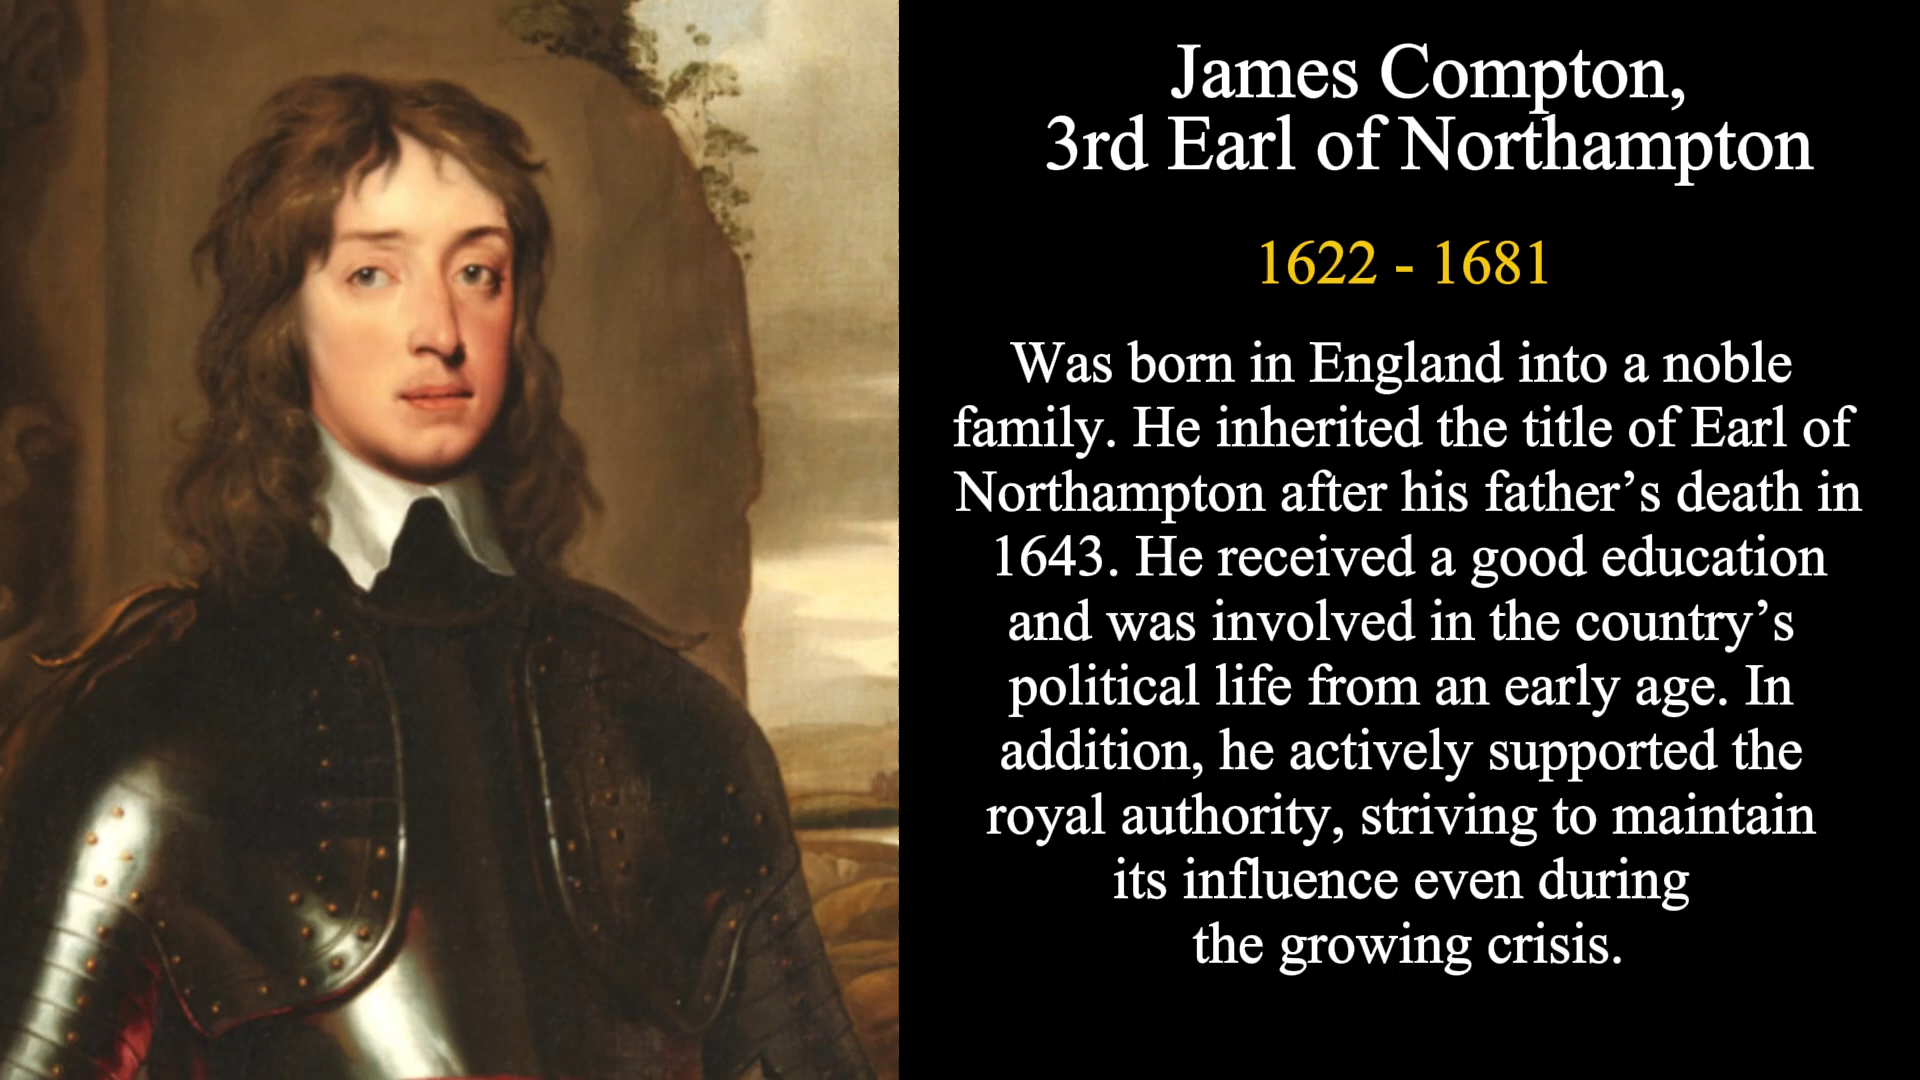 James Compton,
3rd Earl of Northampton
1622 - 1681
Was born in England into a noble
family. He inherited the title of Earl of
Northampton after his father’s death in
1643. He received a good education
and was involved in the country’s
political life from an early age. In
addition, he actively supported the
royal authority, striving to maintain
its influence even during
the growing crisis.